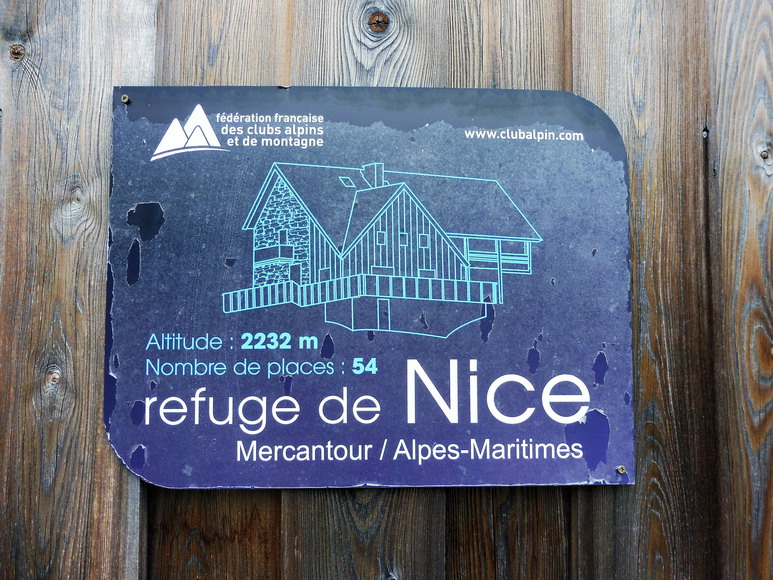 fédération française
des clubs alpins
et de montagne
www.clubalpin.com
Altitude : 2232 m
Nombre de places : 54
refuge de Nice
Mercantour / Alpes-Maritimes